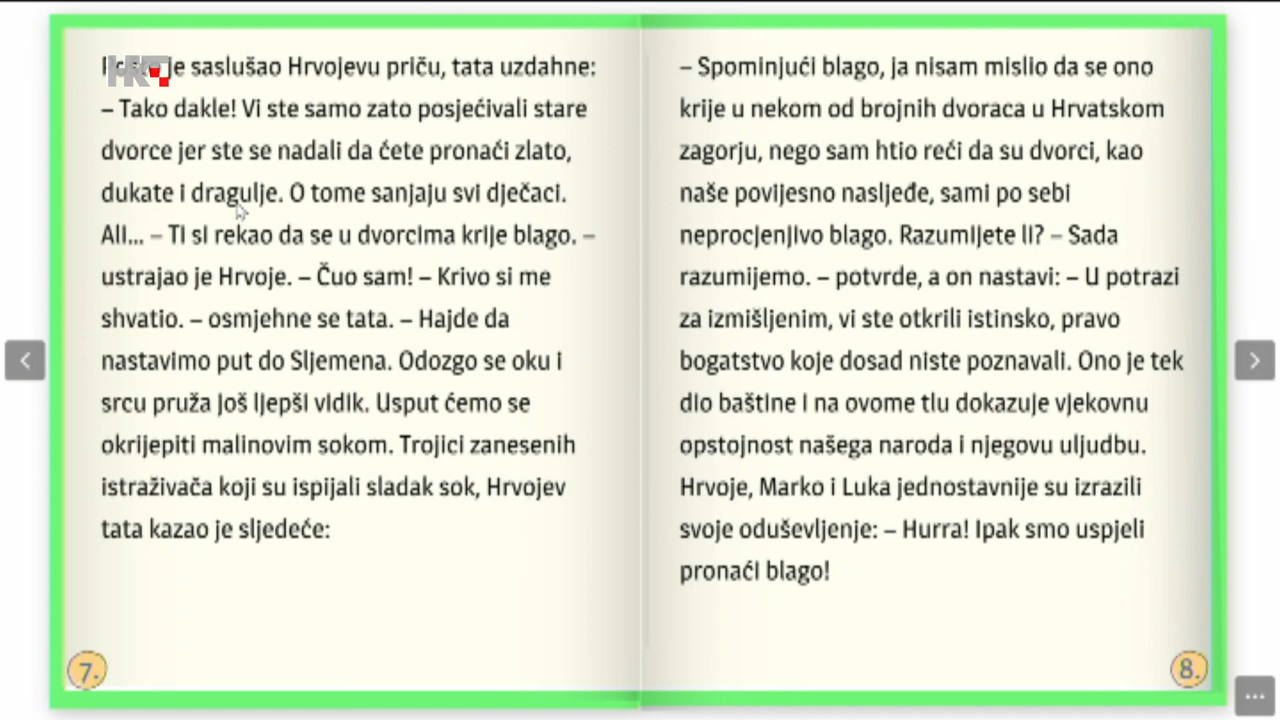 je saslušao Hrvojevu priču, tata uzdahne:
– Tako dakle! Vi ste samo zato posjećivali stare
dvorce jer ste se nadali da ćete pronaći zlato,
dukate i dragulje. O tome sanjaju svi dječaci.
Ali... – Ti si rekao da se u dvorcima krije blago. –
ustrajao je Hrvoje. – Čuo sam! – Krivo si me
shvatio. – osmjehne se tata. – Hajde da
nastavimo put do Sljemena. Odozgo se oku i
srcu pruža još ljepši vidik. Usput ćemo se
okrijepiti malinovim sokom. Trojici zanesenih
istraživača koji su ispijali sladak sok, Hrvojev
tata kazao je sljedeće:
7.
– Spominjući blago, ja nisam mislio da se ono
krije u nekom od brojnih dvoraca u Hrvatskom
zagorju, nego sam htio reći da su dvorci, kao
naše povijesno nasljeđe, sami po sebi
neprocjenjivo blago. Razumijete li? – Sada
razumijemo. – potvrde, a on nastavi: – U potrazi
za izmišljenim, vi ste otkrili istinsko, pravo
bogatstvo koje dosad niste poznavali. Ono je tek
dio baštine i na ovome tlu dokazuje vjekovnu
opstojnost našega naroda i njegovu uljudbu.
Hrvoje, Marko i Luka jednostavnije su izrazili
svoje oduševljenje: – Hurra! Ipak smo uspjeli
pronaći blago!
8.
HRT